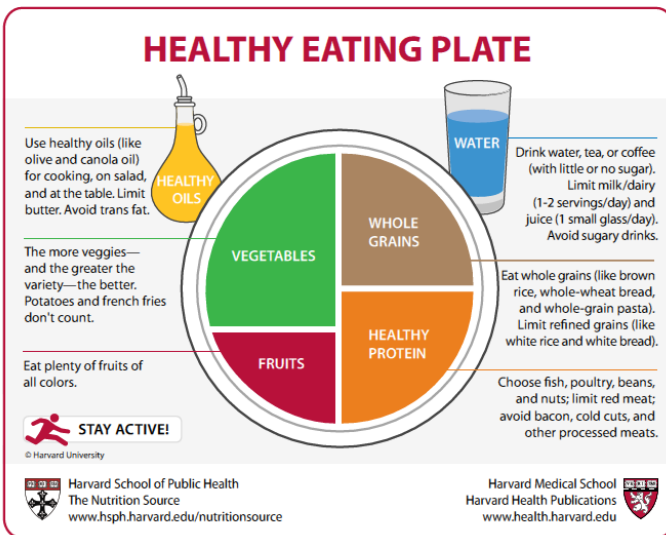 HEALTHY EATING PLATE
Use healthy oils (like
olive and canola oil)
for cooking, on salad,
and at the table. Limit
butter. Avoid trans fat.
HEALTHY
OILS
The more veggies—
and the greater the
variety—the better.
Potatoes and french fries
don't count.
Eat plenty of fruits of
all colors.
VEGETABLES
FRUITS
WHOLE
GRAINS
HEALTHY
PROTEIN
WATER
Drink water, tea, or coffee
(with little or no sugar).
Limit milk/dairy
(1-2 servings/day) and
juice (1 small glass/day).
Avoid sugary drinks.
Eat whole grains (like brown
rice, whole-wheat bread,
and whole-grain pasta).
Limit refined grains (like
white rice and white bread).
Choose fish, poultry, beans,
and nuts; limit red meat;
avoid bacon, cold cuts, and
other processed meats.
STAY ACTIVE!
© Harvard University
Harvard School of Public Health
The Nutrition Source
www.hsph.harvard.edu/nutritionsource
Harvard Medical School
Harvard Health Publications
www.health.harvard.edu